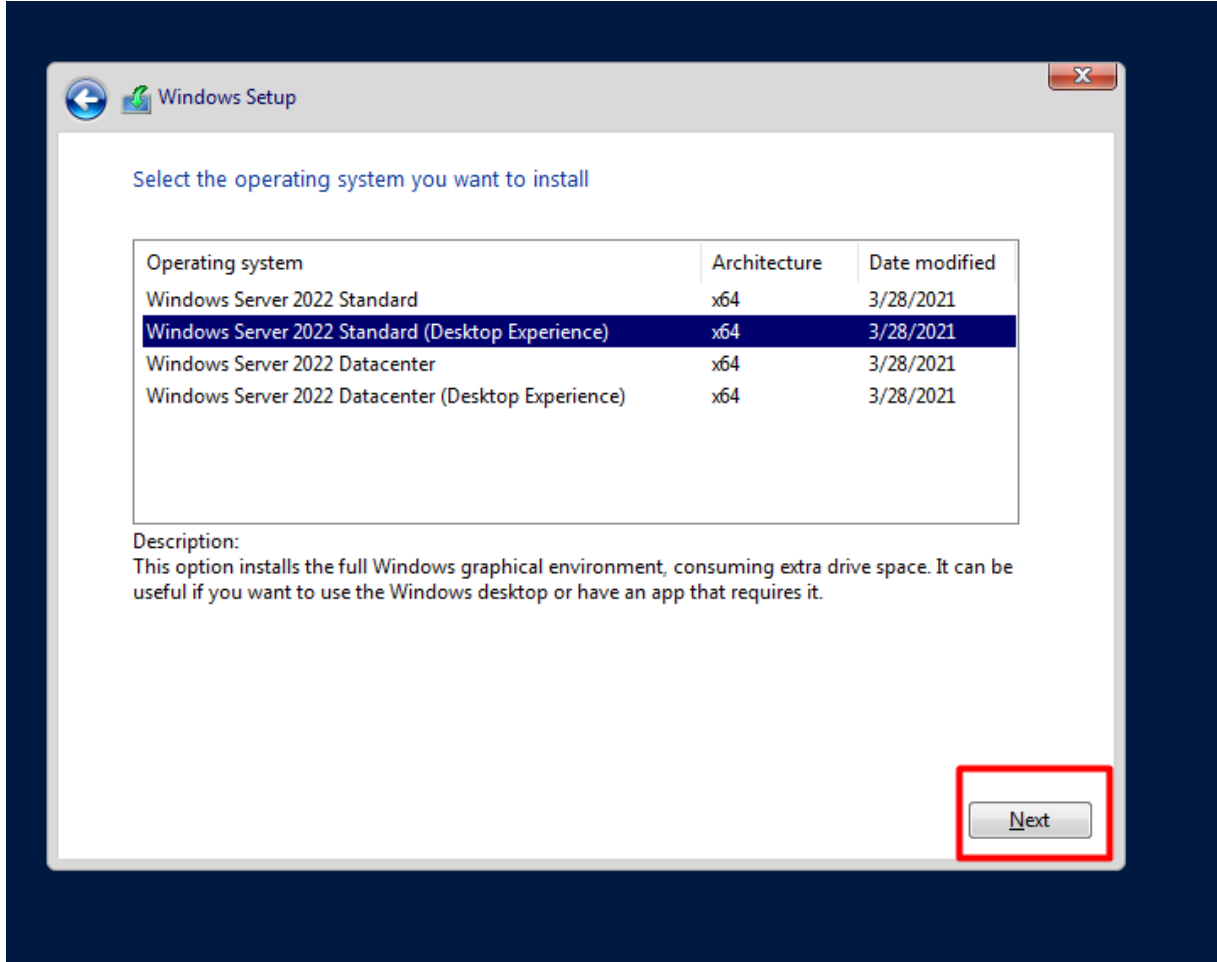 Windows Setup
Select the operating system you want to install
Operating system Architecture Date modified
Windows Server 2022 Standard x64 3/28/2021
Windows Server 2022 Standard (Desktop Experience) x64 3/28/2021
Windows Server 2022 Datacenter x64 3/28/2021
Windows Server 2022 Datacenter (Desktop Experience) x64 3/28/2021
Description:
This option installs the full Windows graphical environment, consuming extra drive space. It can be
useful if you want to use the Windows desktop or have an app that requires it.
Next